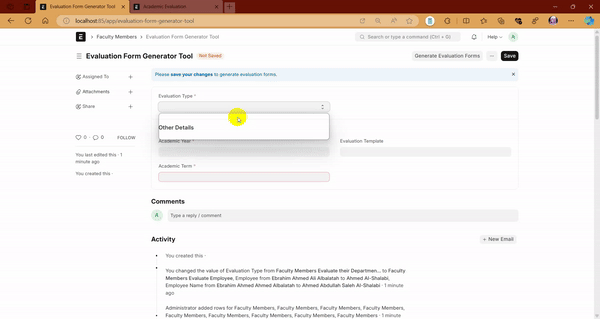 Evaluation Form Generator Tool
Academic Evaluation
localhost:85/app/evaluation-form-generator-tool
E
Faculty Members > Evaluation Form Generator Tool
Search or type a command (Ctrl + G)
Help
A
Evaluation Form Generator Tool
Not Saved
Generate Evaluation Forms
Save
Assigned To
Attachments
Share
0 · 0 FOLLOW
You last edited this · 1
minute ago
You created this ·
Please save your changes to generate evaluation forms.
Evaluation Type *
Other Details
Academic Year *
Evaluation Template
Academic Term *
Comments
A
Type a reply / comment
Activity
+ New Email
You created this ·
You changed the value of Evaluation Type from Faculty Members Evaluate their Departmen... to Faculty
Members Evaluate Employee, Employee from Ebrahim Ahmed Ali Albalatah to Ahmed Al-Shalabi,
Employee Name from Ebrahim Ahmed Ahmed Albalatah to Ahmed Abdullah Saleh Al-Shalabi · 1 minute
ago
Administrator added rows for Faculty Members, Faculty Members, Faculty Members,
Faculty Members, Faculty Members, Faculty Members, Faculty Members · 1 minute